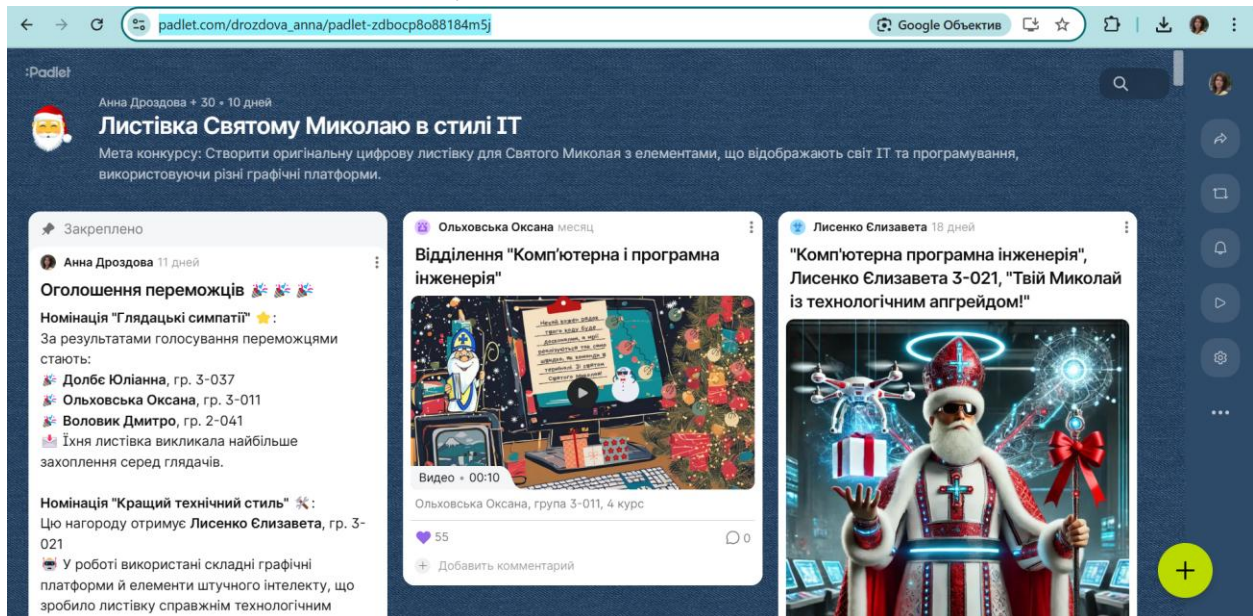 padlet.com/drozdova_anna/padlet-zdbocp8o88184m5j
Google Объектив
:Padlet
Анна Дроздова + 30 • 10 дней
Листівка Святому Миколаю в стилі IT
Мета конкурсу: Створити оригінальну цифрову листівку для Святого Миколая з елементами, що відображають світ IT та програмування,
використовуючи різні графічні платформи.
Закреплено
Анна Дроздова 11 дней
Оголошення переможців 🎉 🎉 🎉
Номінація "Глядацькі симпатії" ⭐:
За результатами голосування переможцями
стають:
🎉 Долбє Юліанна, гр. 3-037
🎉 Ольховська Оксана, гр. 3-011
🎉 Воловик Дмитро, гр. 2-041
📩 Їхня листівка викликала найбільше
захоплення серед глядачів.
Номінація "Кращий технічний стиль" 🛠:
Цю нагороду отримує Лисенко Єлизавета, гр. 3-
021
У роботі використані складні графічні
платформи й елементи штучного інтелекту, що
зробило листівку справжнім технологічним
Ольховська Оксана месяц
Відділення "Комп'ютерна і програмна
інженерія"
Видео • 00:10
Ольховська Оксана, група 3-011, 4 курс
55
0
+ Добавить комментарий
Лисенко Єлизавета 18 дней
"Комп'ютерна програмна інженерія",
Лисенко Єлизавета 3-021, "Твій Миколай
із технологічним апгрейдом!"